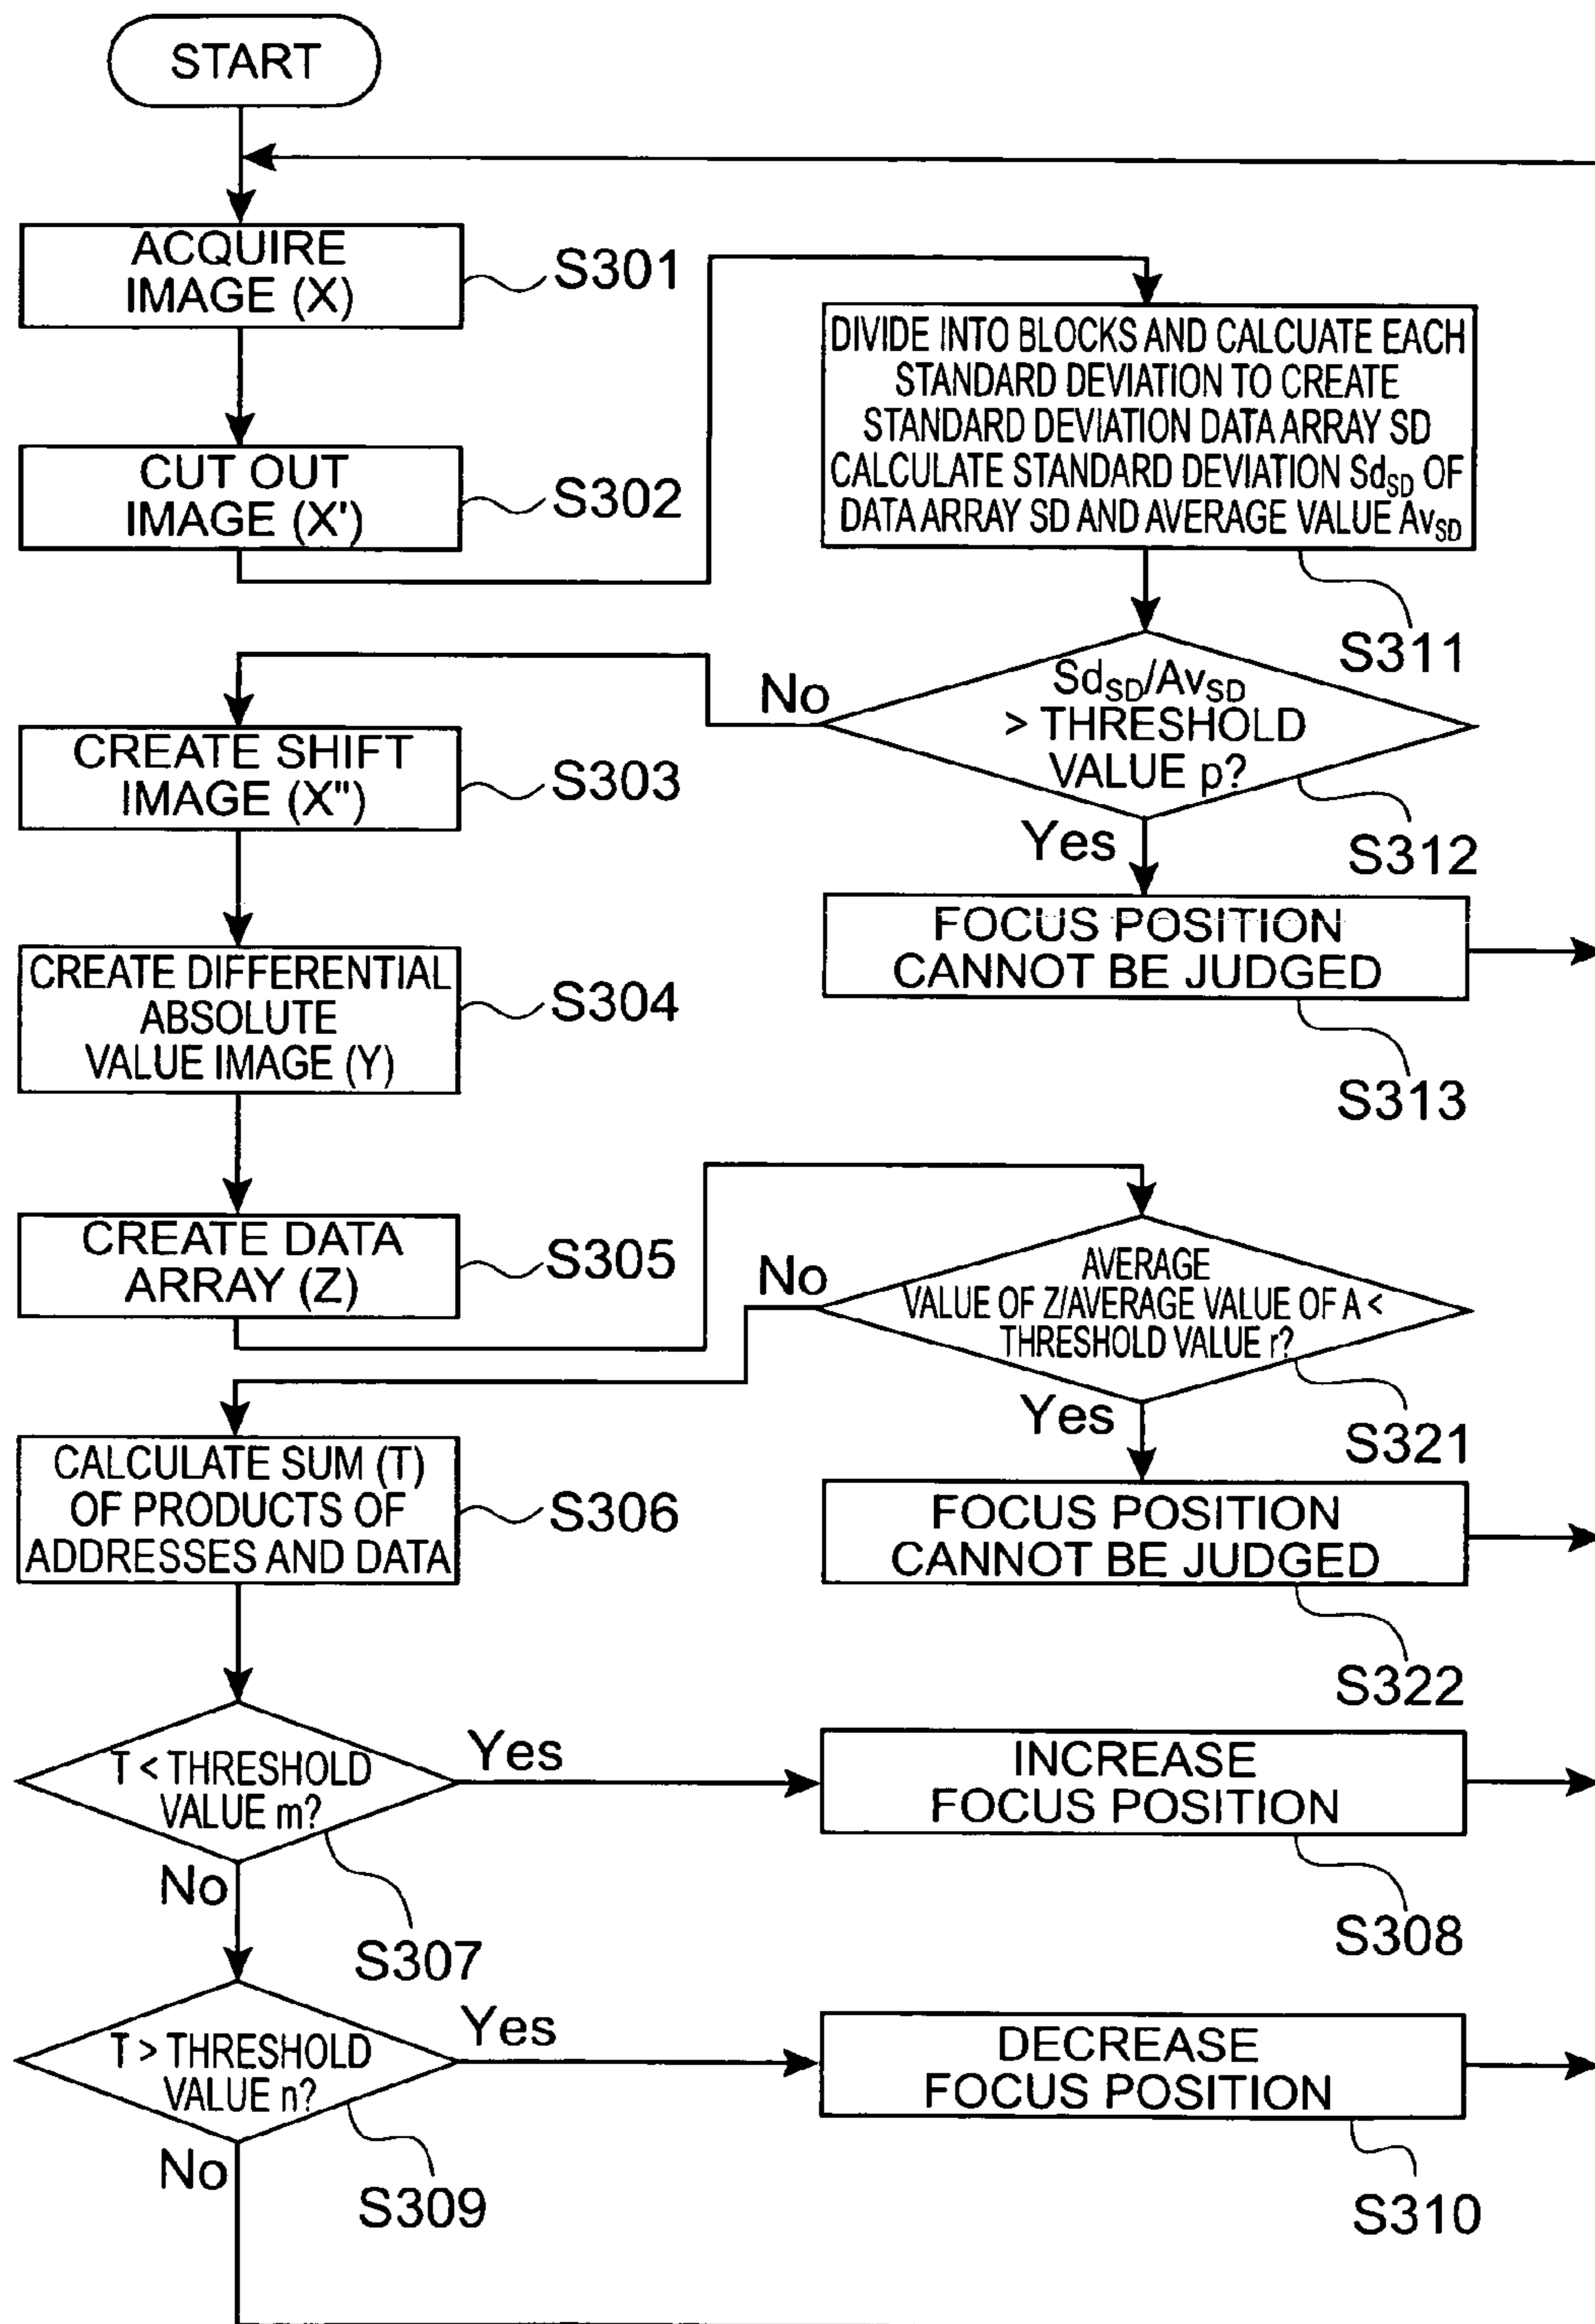 START
ACQUIRE
IMAGE (X)
S301
CUT OUT
IMAGE (X')
S302
DIVIDE INTO BLOCKS AND CALCUATE EACH
STANDARD DEVIATION TO CREATE
STANDARD DEVIATION DATA ARRAY SD
CALCULATE STANDARD DEVIATION SdSD OF
DATA ARRAY SD AND AVERAGE VALUE AvSD
S311
SdSD/AvSD
> THRESHOLD
VALUE p?
No
Yes
S312
FOCUS POSITION
CANNOT BE JUDGED
S313
CREATE SHIFT
IMAGE (X")
S303
CREATE DIFFERENTIAL
ABSOLUTE
VALUE IMAGE (Y)
S304
CREATE DATA
ARRAY (Z)
S305
AVERAGE
VALUE OF Z/AVERAGE VALUE OF A <
THRESHOLD VALUE r?
No
Yes
S321
FOCUS POSITION
CANNOT BE JUDGED
S322
CALCULATE SUM (T)
OF PRODUCTS OF
ADDRESSES AND DATA
S306
T < THRESHOLD
VALUE m?
Yes
No
S307
INCREASE
FOCUS POSITION
S308
T > THRESHOLD
VALUE n?
Yes
No
S309
DECREASE
FOCUS POSITION
S310